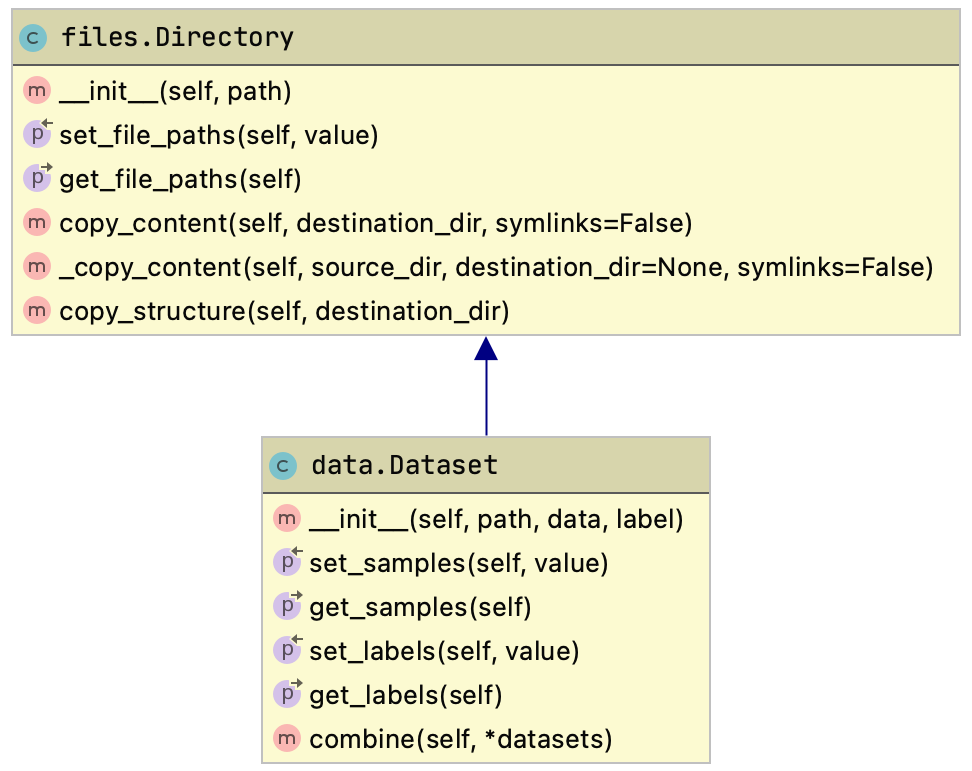 c files.Directory
m __init__(self, path)
p set_file_paths(self, value)
p get_file_paths(self)
m copy_content(self, destination_dir, symlinks=False)
m _copy_content(self, source_dir, destination_dir=None, symlinks=False)
m copy_structure(self, destination_dir)
c data.Dataset
m __init__(self, path, data, label)
p set_samples(self, value)
p get_samples(self)
p set_labels(self, value)
p get_labels(self)
m combine(self, *datasets)